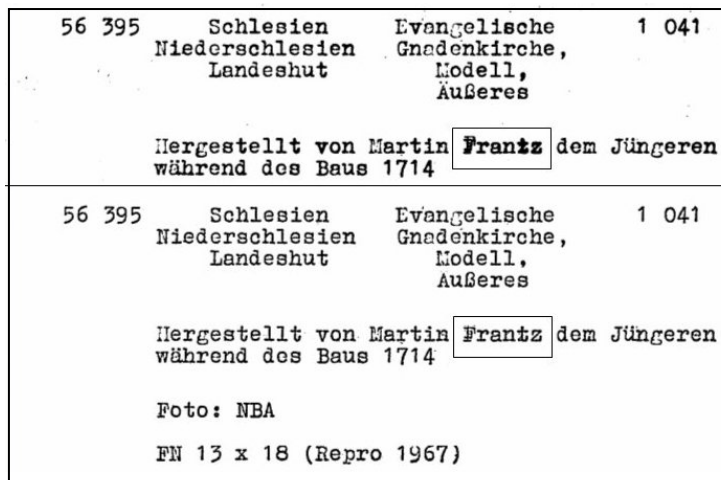 56 395 Schlesien Evangelische 1 041
Niederschlesien Gnadenkirche,
Landeshut Modell,
Äußeres
Hergestellt von Martin Frantz dem Jüngeren
während des Baus 1714
56 395 Schlesien Evangelische 1 041
Niederschlesien Gnadenkirche,
Landeshut Modell,
Äußeres
Hergestellt von Martin Frantz dem Jüngeren
während des Baus 1714
Foto: NBA
FN 13 x 18 (Repro 1967)